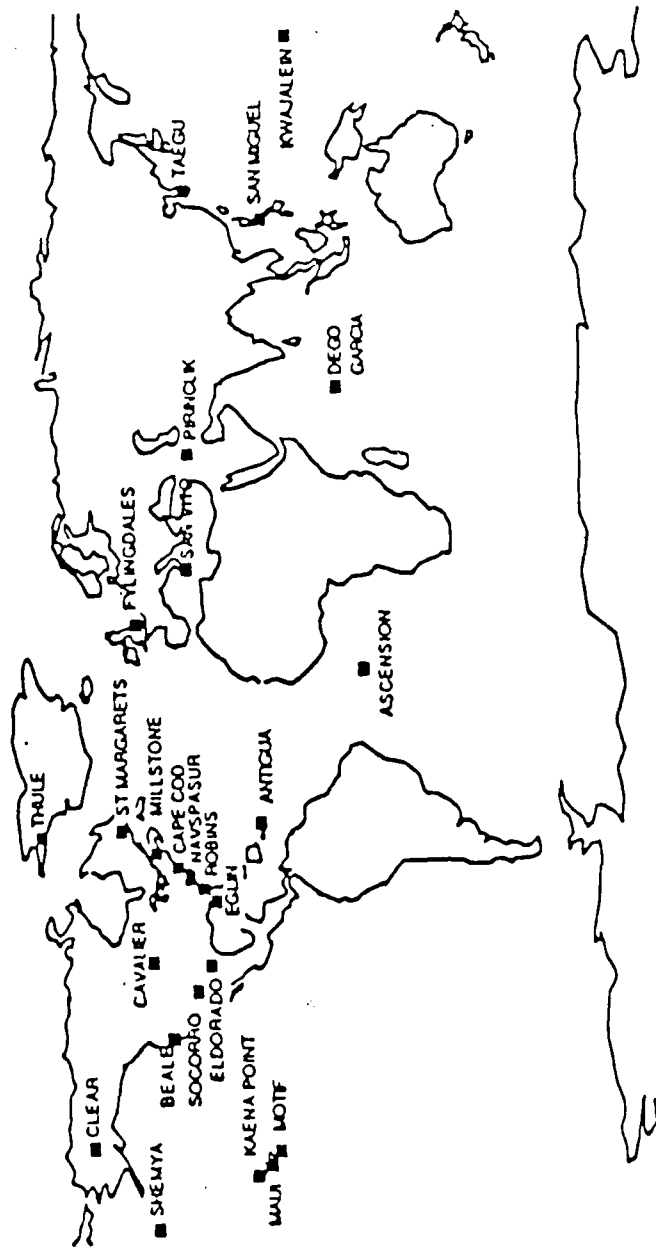 THULE
CLEAR
SHEMYA
ST MARGARETS
FYLINGDALES
MILLSTONE
CAVALIER
CAPE COD
NAVSPASUR
ROBINS
EGLIN
BEALE
SOCORRO
ELDORADO
SAN VITO
PIRINCLIK
TAEGU
KAENA POINT
MAUI
MOTIF
ANTIGUA
SAN MIGUEL
KWAJALEIN
ASCENSION
DIEGO
GARCIA